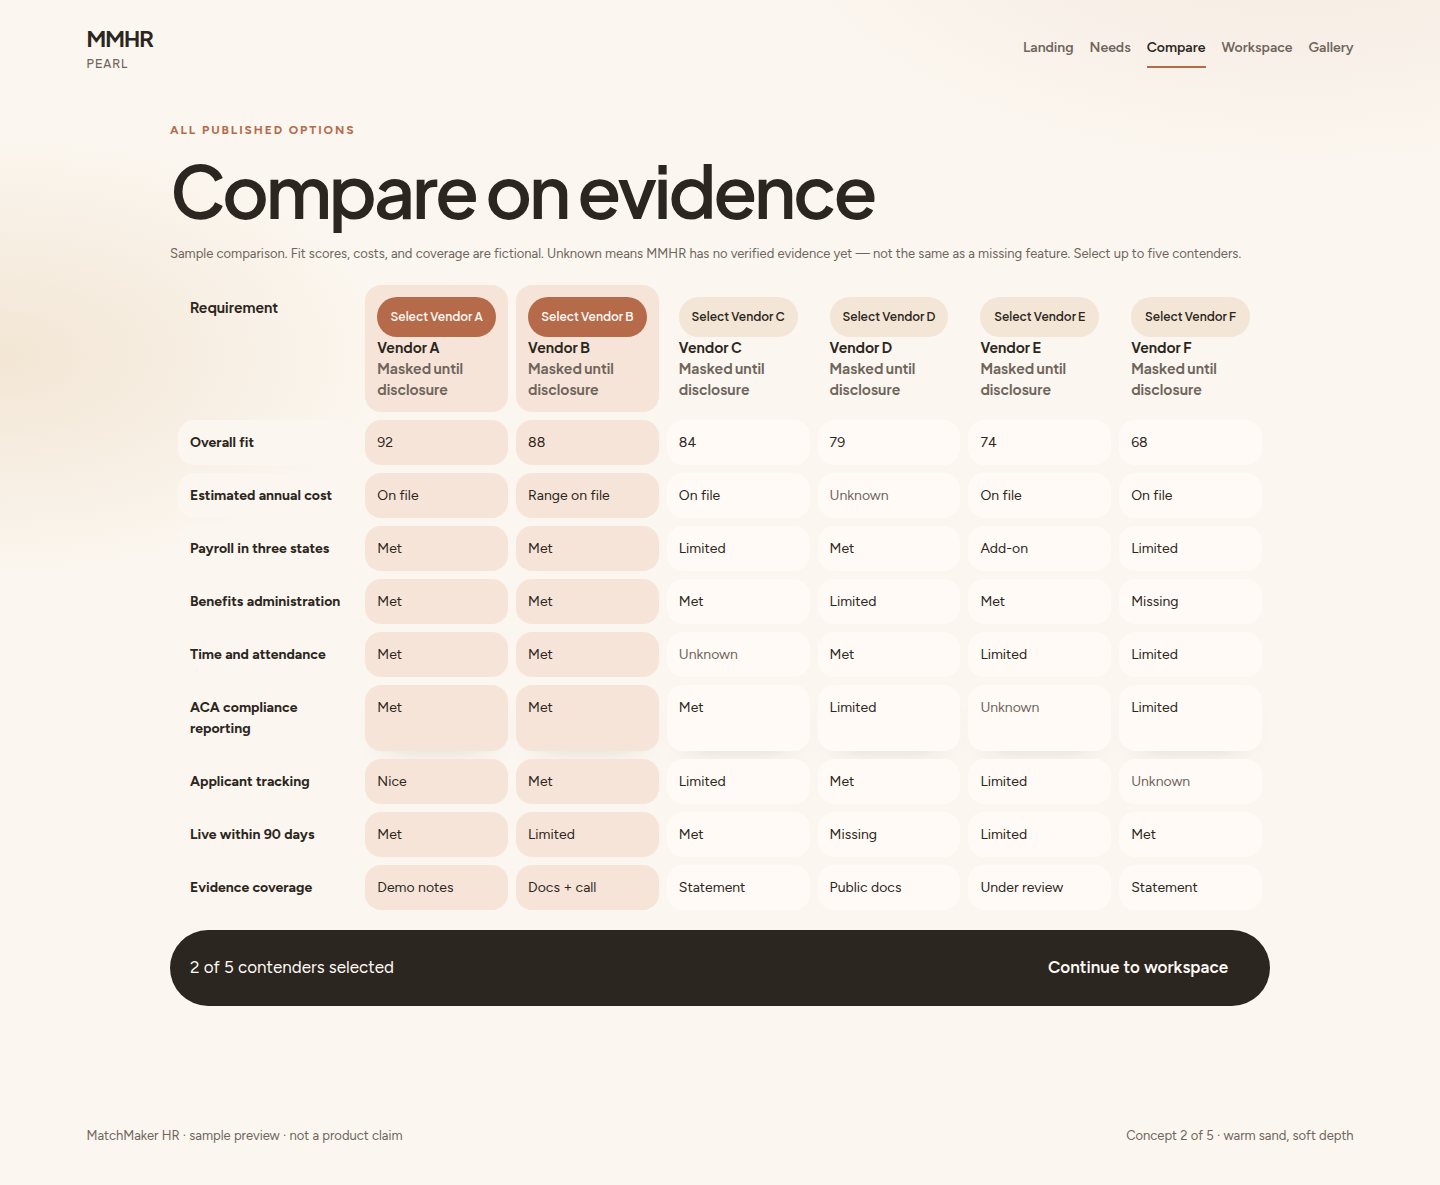 MMHR
PEARL
Landing Needs Compare Workspace Gallery
ALL PUBLISHED OPTIONS
Compare on evidence
Sample comparison. Fit scores, costs, and coverage are fictional. Unknown means MMHR has no verified evidence yet — not the same as a missing feature. Select up to five contenders.
Requirement
Select Vendor A
Vendor A
Masked until
disclosure
Select Vendor B
Vendor B
Masked until
disclosure
Select Vendor C
Vendor C
Masked until
disclosure
Select Vendor D
Vendor D
Masked until
disclosure
Select Vendor E
Vendor E
Masked until
disclosure
Select Vendor F
Vendor F
Masked until
disclosure
Overall fit 92 88 84 79 74 68
Estimated annual cost On file Range on file On file Unknown On file On file
Payroll in three states Met Met Limited Met Add-on Limited
Benefits administration Met Met Met Limited Met Missing
Time and attendance Met Met Unknown Met Limited Limited
ACA compliance
reporting
Met Met Met Limited Unknown Limited
Applicant tracking Nice Met Limited Met Limited Unknown
Live within 90 days Met Limited Met Missing Limited Met
Evidence coverage Demo notes Docs + call Statement Public docs Under review Statement
2 of 5 contenders selected Continue to workspace
MatchMaker HR · sample preview · not a product claim
Concept 2 of 5 · warm sand, soft depth